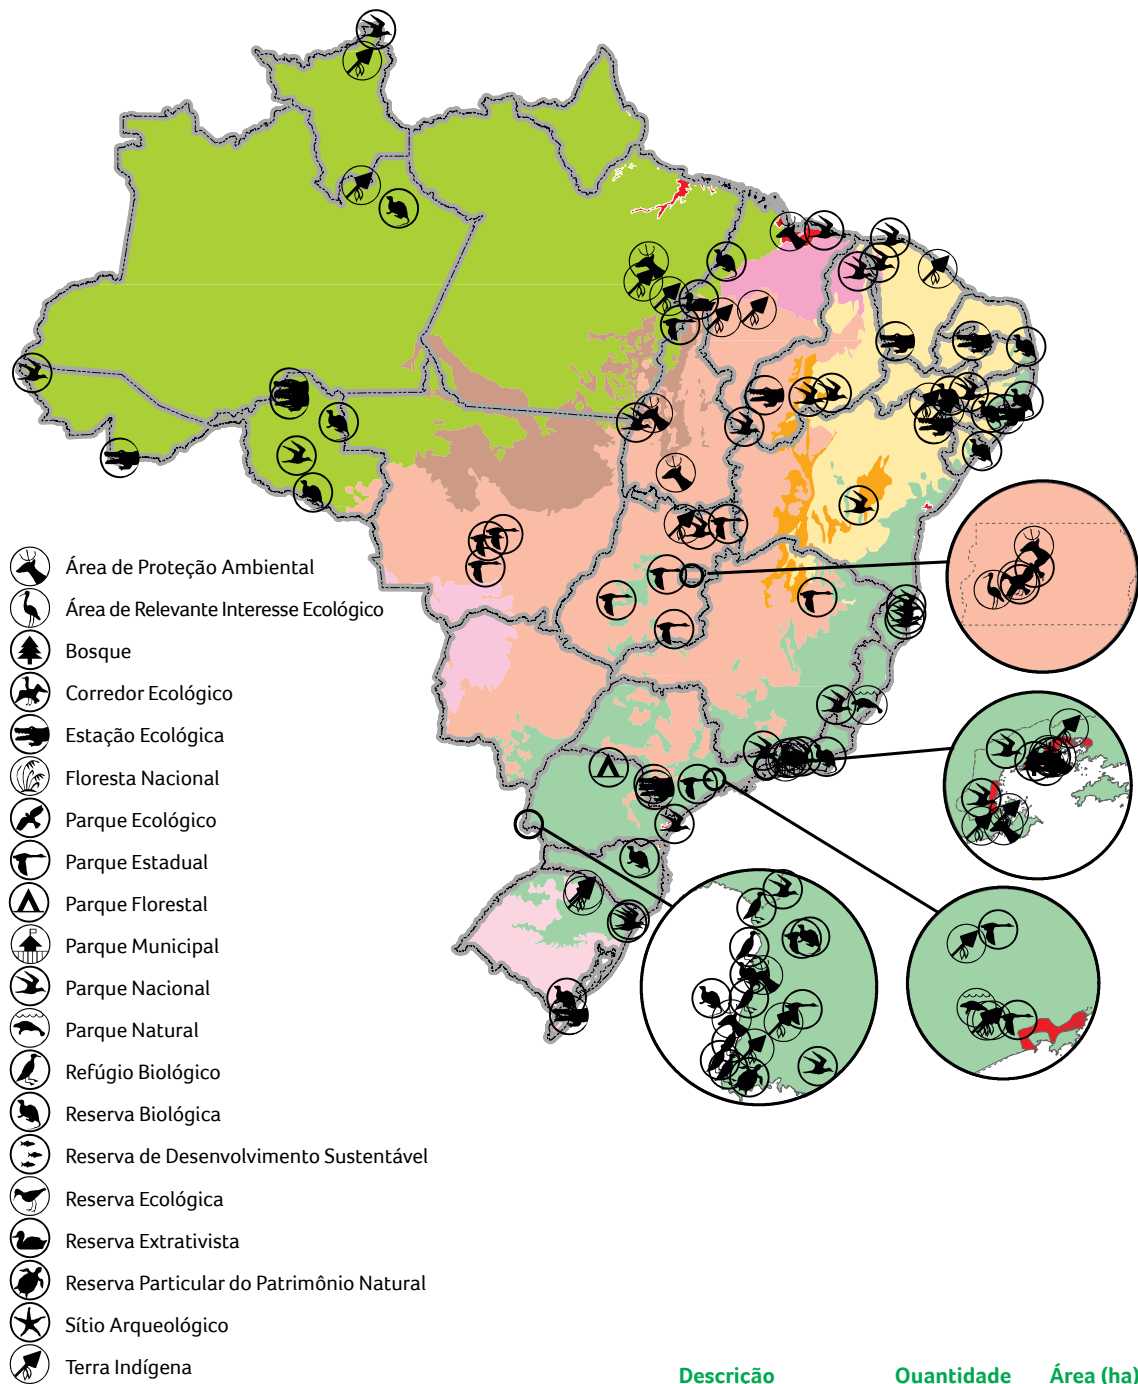 Área de Proteção Ambiental
Área de Relevante Interesse Ecológico
Bosque
Corredor Ecológico
Estação Ecológica
Floresta Nacional
Parque Ecológico
Parque Estadual
Parque Florestal
Parque Municipal
Parque Nacional
Parque Natural
Refúgio Biológico
Reserva Biológica
Reserva de Desenvolvimento Sustentável
Reserva Ecológica
Reserva Extrativista
Reserva Particular do Patrimônio Natural
Sítio Arqueológico
Terra Indígena
Descrição Quantidade Área (ha)